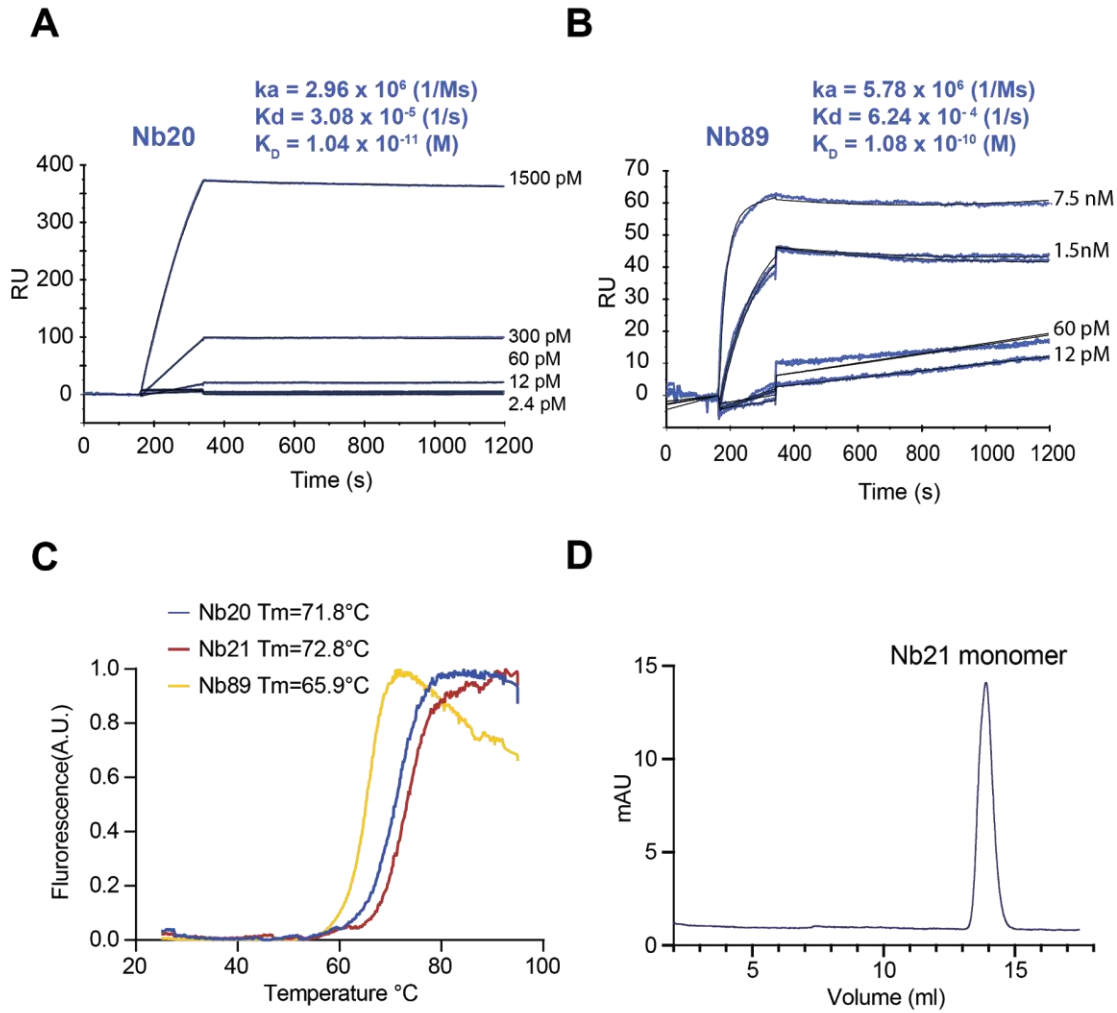 A
ka = 2.96 x 10⁶ (1/Ms)
Kd = 3.08 x 10⁻⁵ (1/s)
K_D = 1.04 x 10⁻¹¹ (M)
Nb20
400
300
200
100
0
RU
1500 pM
300 pM
60 pM
12 pM
2.4 pM
0 200 400 600 800 1000 1200
Time (s)
B
ka = 5.78 x 10⁶ (1/Ms)
Kd = 6.24 x 10⁻⁴ (1/s)
K_D = 1.08 x 10⁻¹⁰ (M)
Nb89
70
60
50
40
30
20
10
0
RU
7.5 nM
1.5nM
60 pM
12 pM
0 200 400 600 800 1000 1200
Time (s)
C
Nb20 Tm=71.8°C
Nb21 Tm=72.8°C
Nb89 Tm=65.9°C
1.0
0.8
0.6
0.4
0.2
0.0
Flurorescence(A.U.)
20 40 60 80 100
Temperature °C
D
Nb21 monomer
15
10
5
0
mAU
5 10 15
Volume (ml)